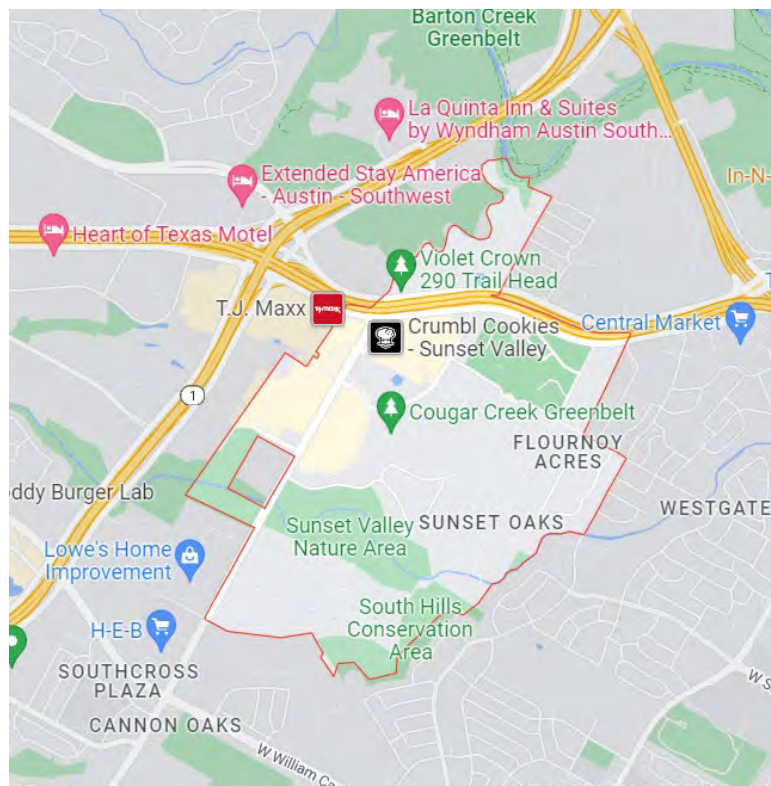 Barton Creek
Greenbelt
La Quinta Inn & Suites
by Wyndham Austin South...
Extended Stay America
- Austin - Southwest
In-N-
Heart of Texas Motel
Violet Crown
290 Trail Head
T.J. Maxx
T
Central Market
Crumbl Cookies
- Sunset Valley
1
Cougar Creek Greenbelt
FLOURNOY
ACRES
oddy Burger Lab
WESTGATE
SUNSET OAKS
Sunset Valley
Nature Area
Lowe's Home
Improvement
South Hills
Conservation
Area
H-E-B
SOUTHCROSS
PLAZA
W S
CANNON OAKS
W William Ca